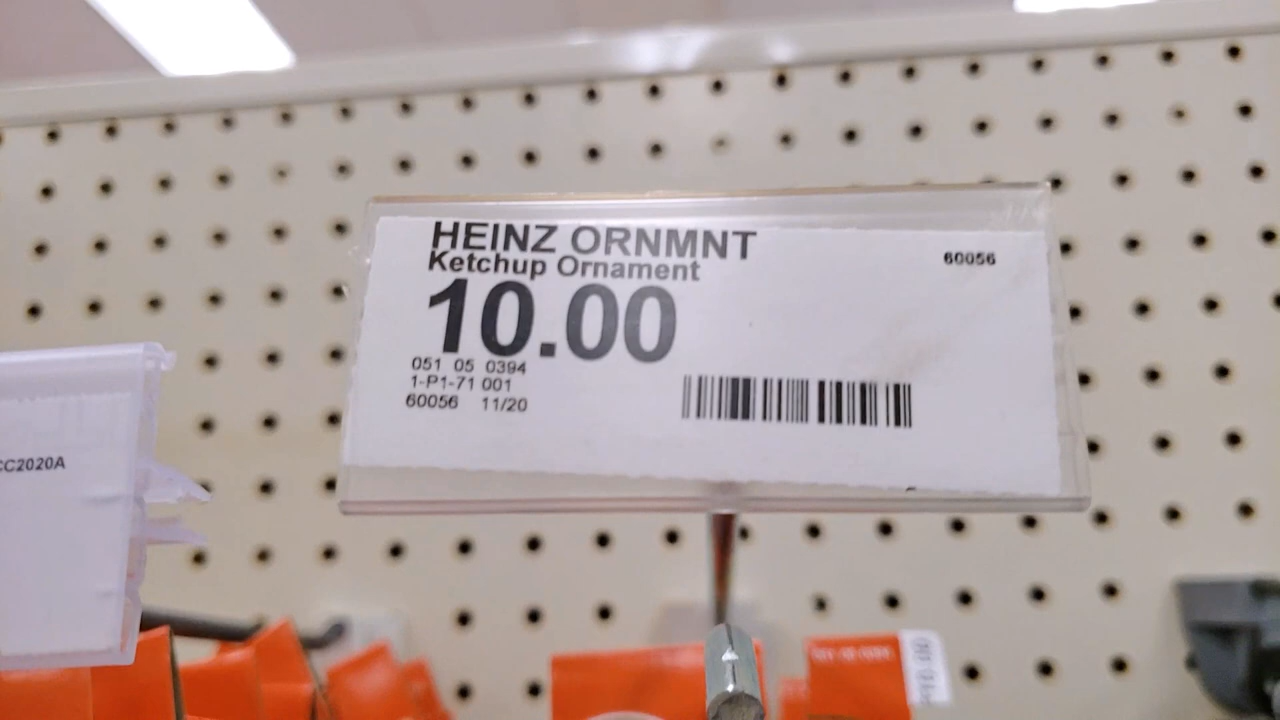 HEINZ ORNMNT
Ketchup Ornament
60056
10.00
051 05 0394
1-P1-71 001
60056 11/20
CC2020A